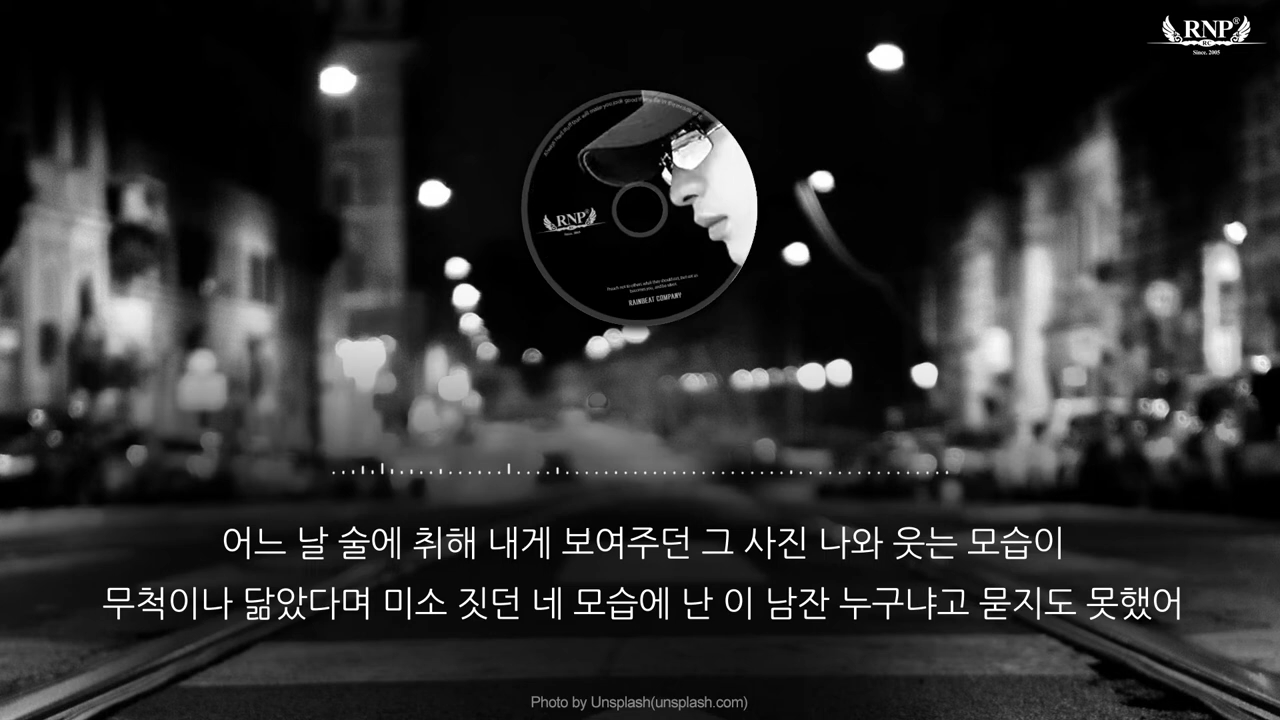 RNP®
RC
Since. 2005
RNP®
RAINBEAT COMPANY
어느 날 술에 취해 내게 보여주던 그 사진 나와 웃는 모습이
무척이나 닮았다며 미소 짓던 네 모습에 난 이 남잔 누구냐고 묻지도 못했어
Photo by Unsplash(unsplash.com)